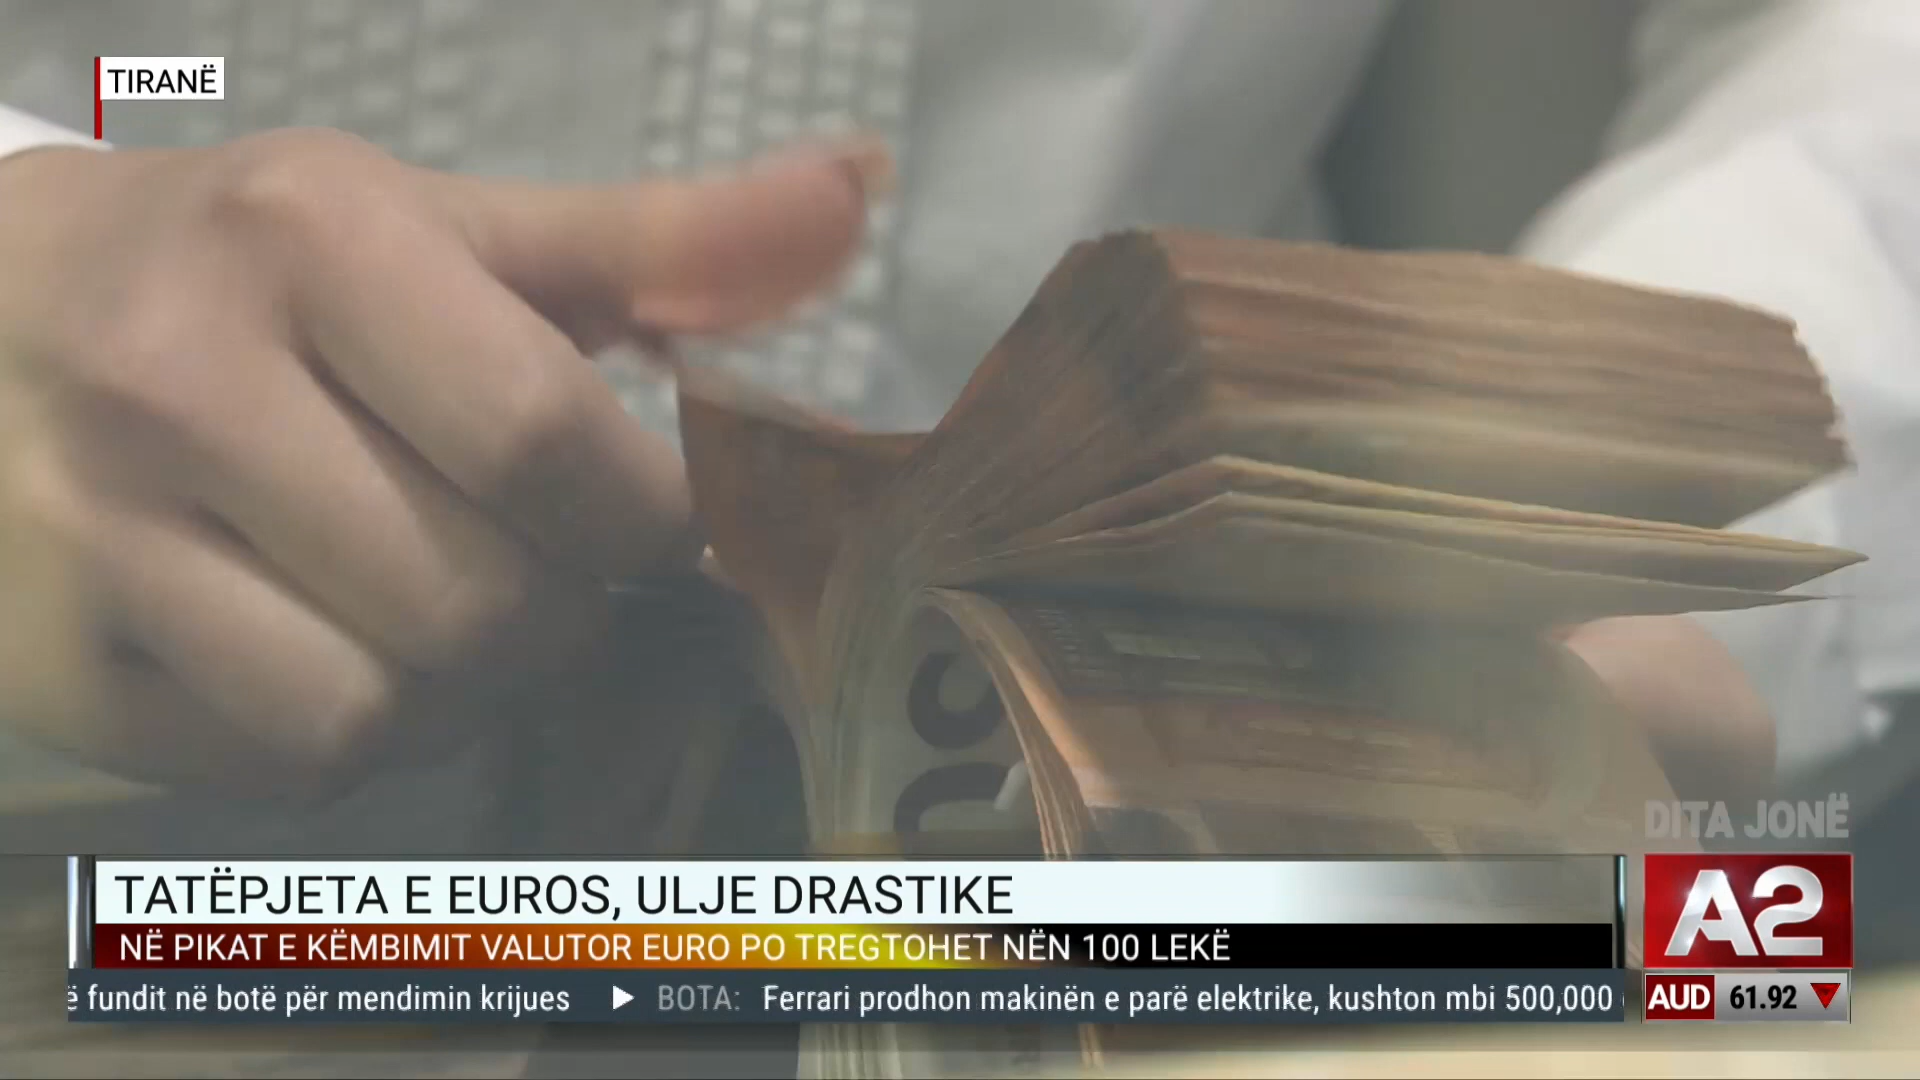 TIRANË
DITA JONË
TATËPJETA E EUROS, ULJE DRASTIKE
NË PIKAT E KËMBIMIT VALUTOR EURO PO TREGTOHET NËN 100 LEKË
A2
ë fundit në botë për mendimin krijues ▶ BOTA: Ferrari prodhon makinën e parë elektrike, kushton mbi 500,000
AUD 61.92 ▼